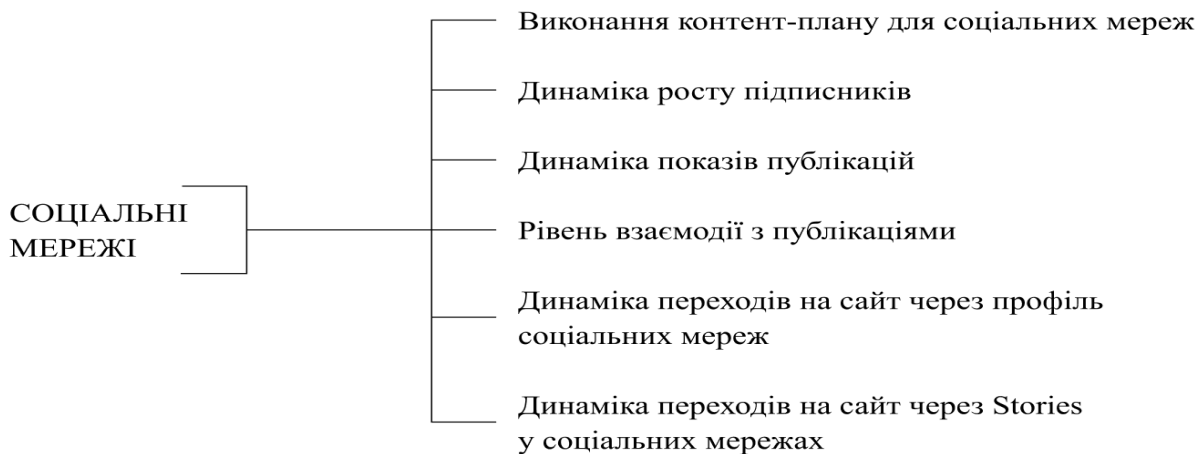 СОЦІАЛЬНІ
МЕРЕЖІ
Виконання контент-плану для соціальних мереж
Динаміка росту підписників
Динаміка показів публікацій
Рівень взаємодії з публікаціями
Динаміка переходів на сайт через профіль
соціальних мереж
Динаміка переходів на сайт через Stories
у соціальних мережах